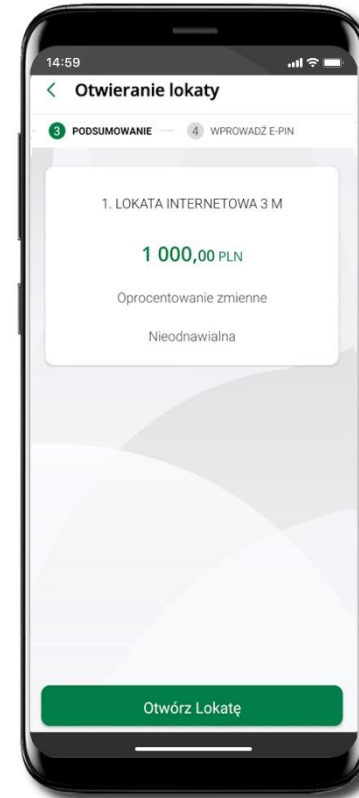 14:59
Otwieranie lokaty
3 PODSUMOWANIE 4 WPROWADŹ E-PIN
1. LOKATA INTERNETOWA 3 M
1 000,00 PLN
Oprocentowanie zmienne
Nieodnawialna
Otwórz Lokatę